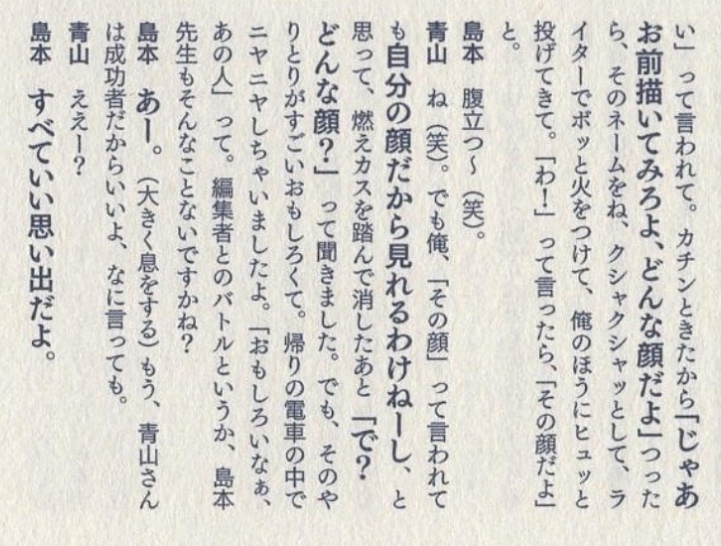 い」って言われて。カチンときたから「じゃあ
お前描いてみろよ、どんな顔だよ」つった
ら、そのネームをね、クシャクシャッとして、ラ
イターでボッと火をつけて、俺のほうにヒュッと
投げてきて。「わ!」って言ったら、「その顔だよ」
と。
島本 腹立つ〜(笑)。
青山 ね(笑)。でも俺、「その顔」って言われて
も自分の顔だから見れるわけねーし、と
思って、燃えカスを踏んで消したあと「で?
どんな顔?」って聞きました。でも、そのや
りとりがすごいおもしろくて。帰りの電車の中で
ニヤニヤしちゃいましたよ。「おもしろいなぁ、
あの人」って。編集者とのバトルというか、島本
先生もそんなことないですかね?
島本 あー。(大きく息をする)もう、青山さん
は成功者だからいいよ、なに言っても。
青山 ええー?
島本 すべていい思い出だよ。